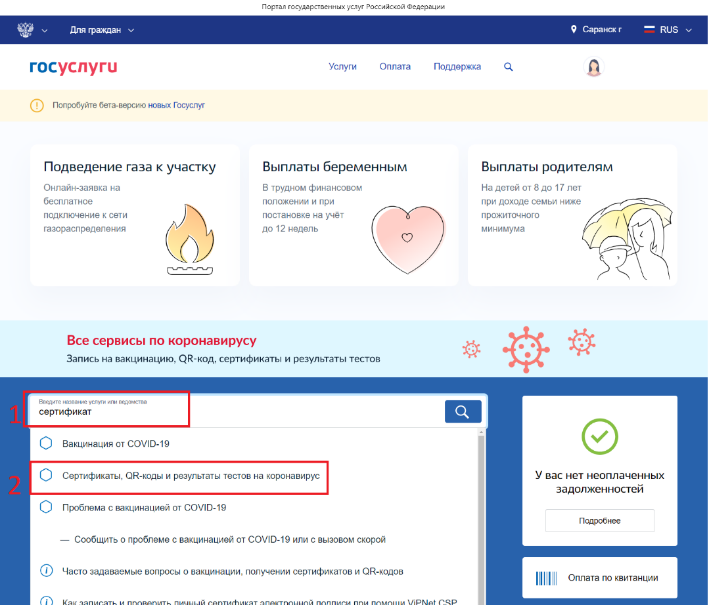 Портал государственных услуг Российской Федерации
Для граждан
Саранск г
RUS
госуслуги
Услуги
Оплата
Поддержка
Попробуйте бета-версию новых Госуслуг
Подведение газа к участку
Онлайн-заявка на
бесплатное
подключение к сети
газораспределения
Выплаты беременным
В трудном финансовом
положении и при
постановке на учёт
до 12 недель
Выплаты родителям
На детей от 8 до 17 лет
при доходе семьи ниже
прожиточного
минимума
Все сервисы по коронавирусу
Запись на вакцинацию, QR-код, сертификаты и результаты тестов
1
Введите название услуги или ведомства
сертификат
Вакцинация от COVID-19
2
Сертификаты, QR-коды и результаты тестов на коронавирус
Проблема с вакцинацией от COVID-19
— Сообщить о проблеме с вакцинацией от COVID-19 или с вызовом скорой
Часто задаваемые вопросы о вакцинации, получении сертификатов и QR-кодов
Как записать и проверить личный сертификат электронной подписи при помощи ViPNet CSP
У вас нет неоплаченных
задолженностей
Подробнее
Оплата по квитанции